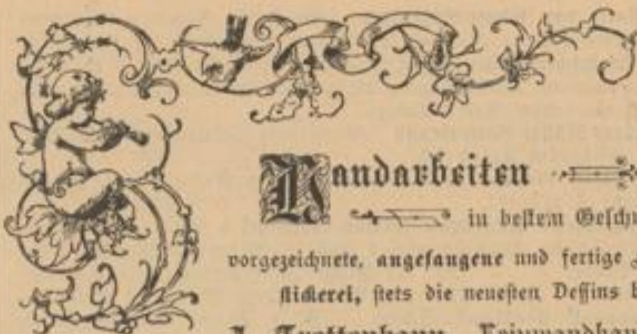 Handarbeiten
in bestem
vorgezeichnete, angefangene und fertige
stickerei, stets die neuesten Dessins